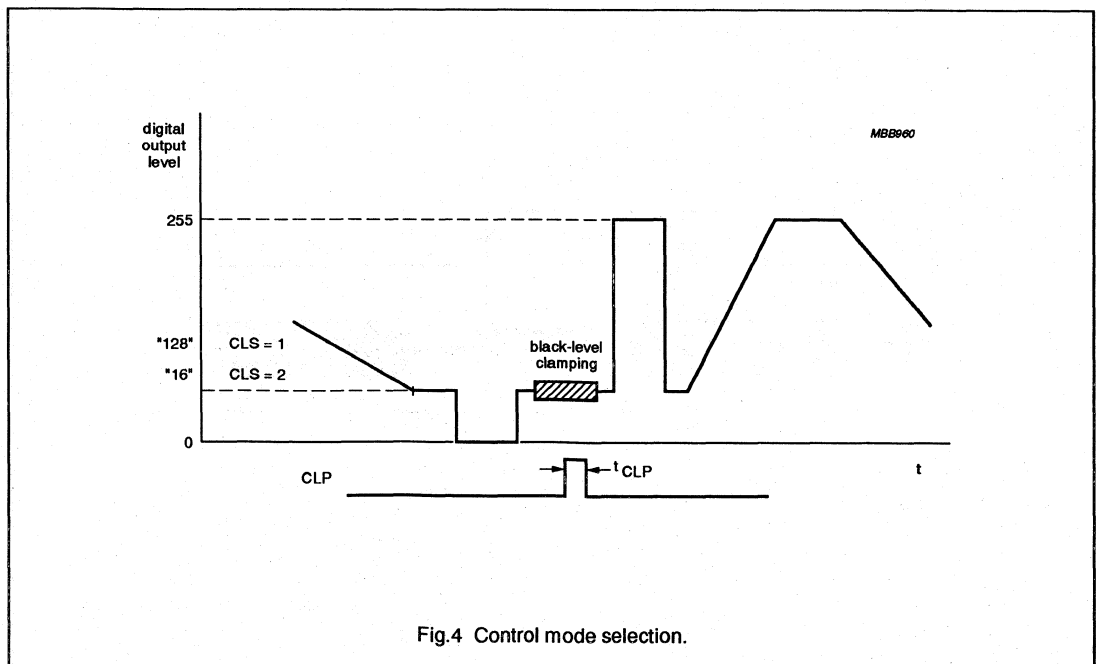 digital
output
level
MBB960
255
"128" CLS = 1
"16" CLS = 2
black-level
clamping
0
t
CLP
t CLP
Fig.4 Control mode selection.